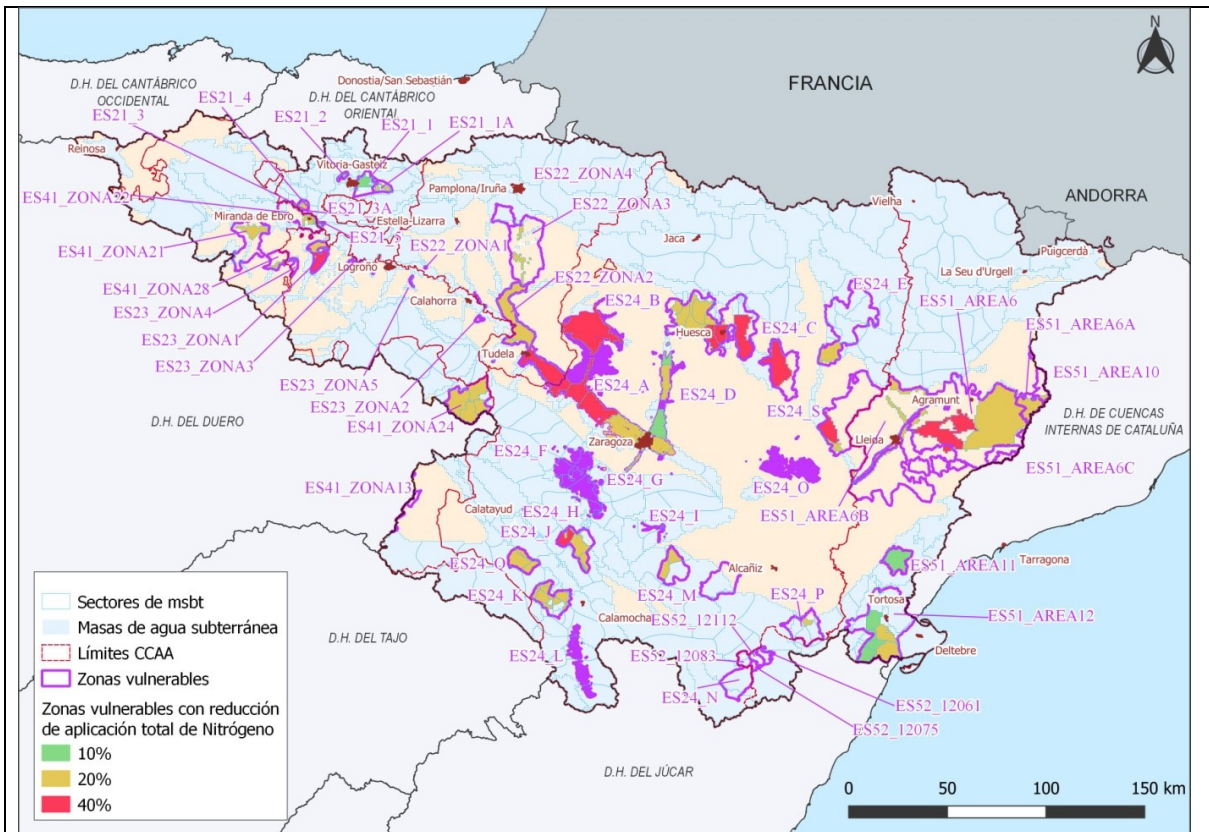 N
D.H. DEL CANTÁBRICO
OCCIDENTAL
Donostia/San Sebastián
D.H. DEL CANTÁBRICO
ORIENTAL
FRANCIA
ANDORRA
ES21_4
ES21_3
ES21_2
ES21_1
ES21_1A
Reinosa
Vitoria-Gasteiz
Pamplona/Iruña
ES22_ZONA4
ES22_ZONA3
Vielha
Puigcerdà
ES41_ZONA22
ES21_3A
Miranda de Ebro
Estella-Lizarra
ES21_5
ES22_ZONA1
Jaca
La Seu d'Urgell
ES41_ZONA21
Logroño
ES22_ZONA2
ES24_E
ES51_AREA6
ES41_ZONA28
Calahorra
ES24_B
ES51_AREA6A
ES23_ZONA4
Huesca
ES24_C
ES23_ZONA1
Tudela
ES51_AREA10
ES23_ZONA3
ES24_A
ES24_D
Agramunt
ES23_ZONA5
ES23_ZONA2
ES24_S
D.H. DE CUENCAS
INTERNAS DE CATALUÑA
ES41_ZONA24
D.H. DEL DUERO
Zaragoza
Lleida
ES24_F
ES24_G
ES24_O
ES51_AREA6C
ES41_ZONA13
Calatayud
ES24_H
ES51_AREA6B
ES24_J
ES24_I
ES24_Q
Alcañiz
Tarragona
ES51_AREA11
ES24_K
ES24_M
ES24_P
Tortosa
ES51_AREA12
Calamocha
ES52_12112
D.H. DEL TAJO
Deltebre
ES24_L
ES52_12083
ES24_N
ES52_12061
ES52_12075
D.H. DEL JÚCAR
Sectores de msbt
Masas de agua subterránea
Límites CCAA
Zonas vulnerables
Zonas vulnerables con reducción
de aplicación total de Nitrógeno
10%
20%
40%
0 50 100 150 km